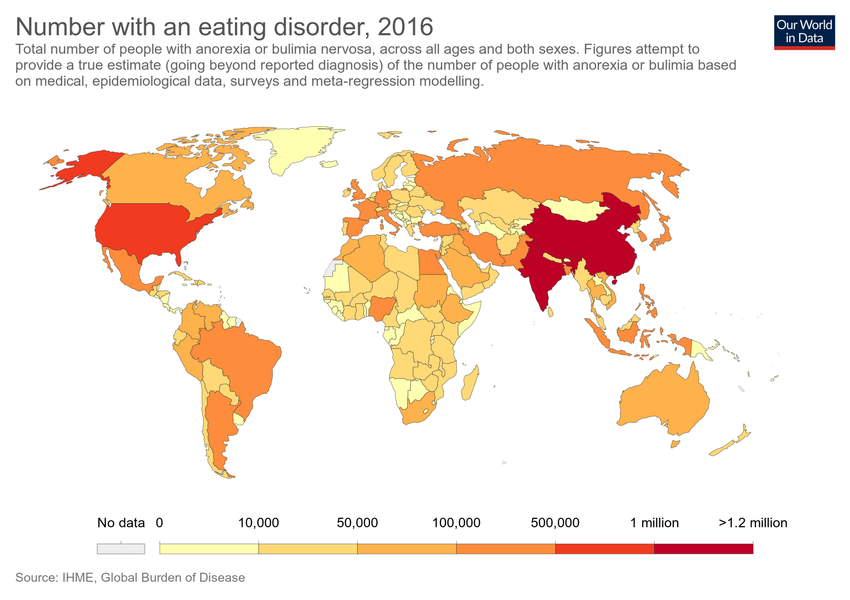 Number with an eating disorder, 2016
Our World
in Data
Total number of people with anorexia or bulimia nervosa, across all ages and both sexes. Figures attempt to
provide a true estimate (going beyond reported diagnosis) of the number of people with anorexia or bulimia based
on medical, epidemiological data, surveys and meta-regression modelling.
No data 0 10,000 50,000 100,000 500,000 1 million >1.2 million
Source: IHME, Global Burden of Disease